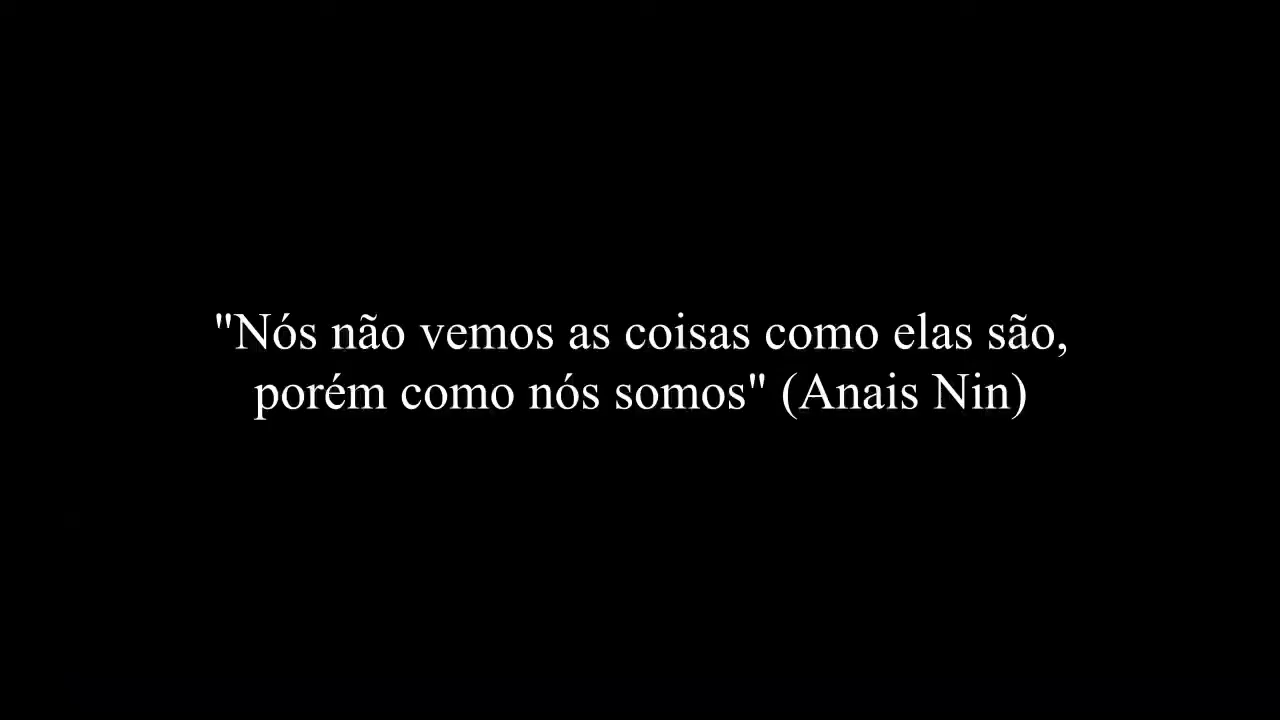 "Nós não vemos as coisas como elas são,
porém como nós somos" (Anais Nin)